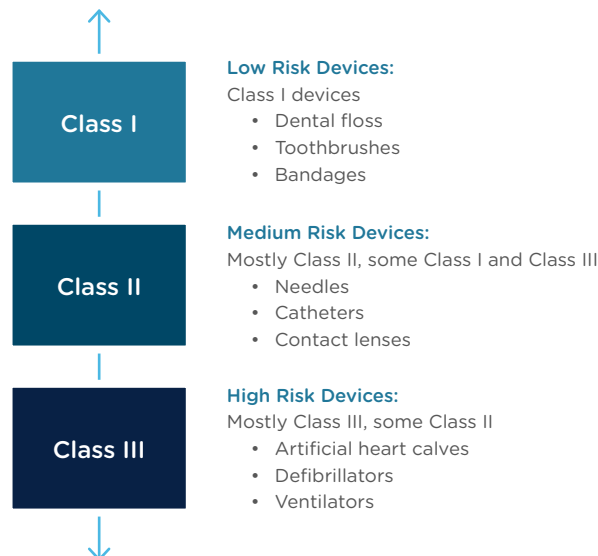 Class I
Low Risk Devices:
Class I devices
• Dental floss
• Toothbrushes
• Bandages
Class II
Medium Risk Devices:
Mostly Class II, some Class I and Class III
• Needles
• Catheters
• Contact lenses
Class III
High Risk Devices:
Mostly Class III, some Class II
• Artificial heart calves
• Defibrillators
• Ventilators